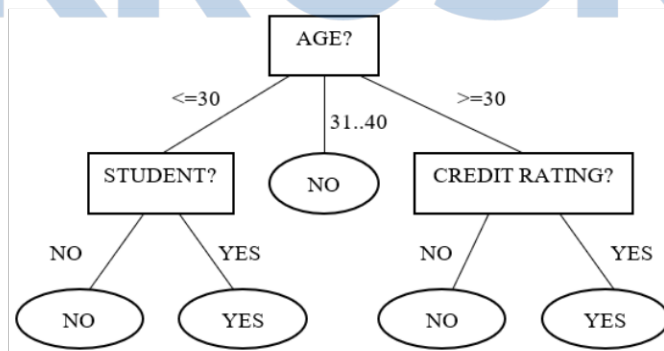 AGE?
<=30
31..40
>=30
STUDENT?
NO
CREDIT RATING?
NO
YES
NO
YES
NO
YES
NO
YES